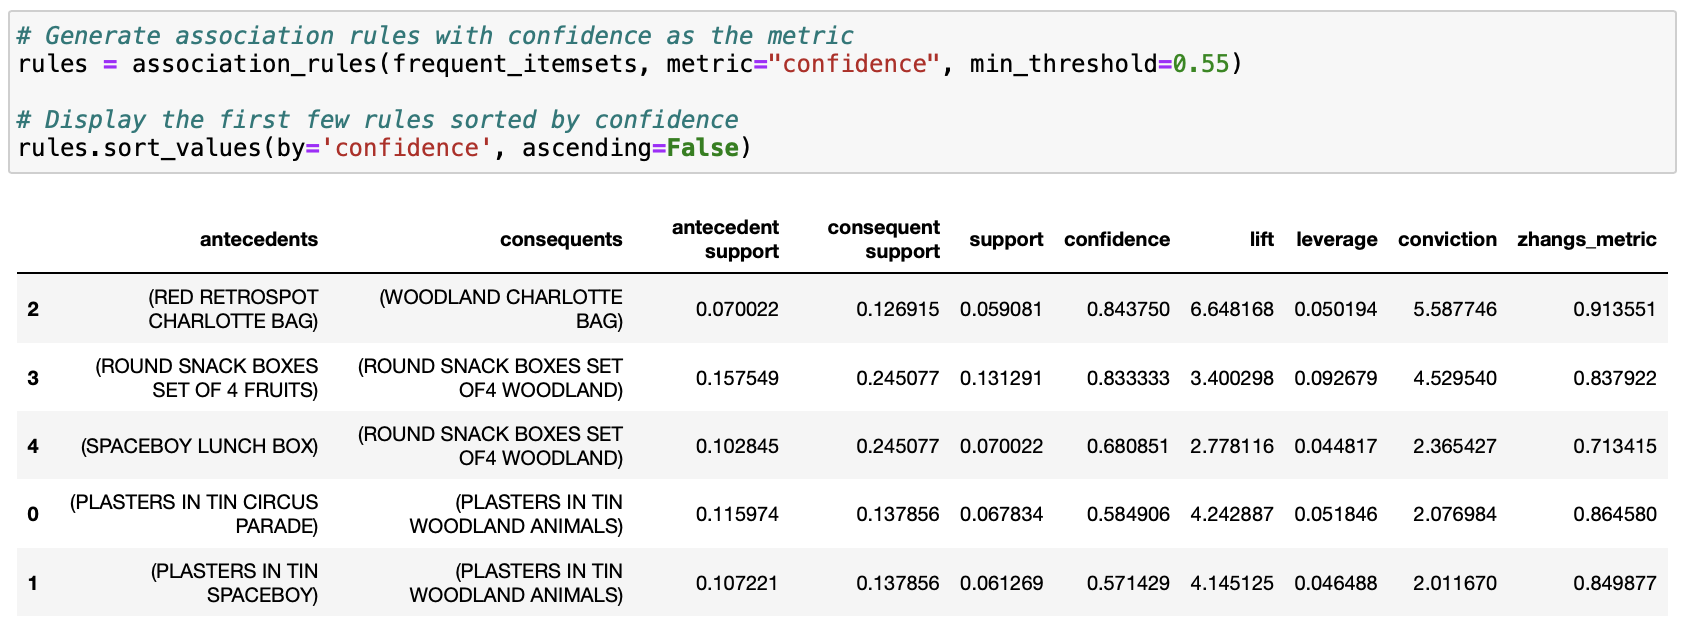 # Generate association rules with confidence as the metric
rules = association_rules(frequent_itemsets, metric="confidence", min_threshold=0.55)
# Display the first few rules sorted by confidence
rules.sort_values(by='confidence', ascending=False)
antecedents consequents antecedent support consequent support support confidence lift leverage conviction zhangs_metric
2 (RED RETROSPOT CHARLOTTE BAG) (WOODLAND CHARLOTTE BAG) 0.070022 0.126915 0.059081 0.843750 6.648168 0.050194 5.587746 0.913551
3 (ROUND SNACK BOXES SET OF 4 FRUITS) (ROUND SNACK BOXES SET OF4 WOODLAND) 0.157549 0.245077 0.131291 0.833333 3.400298 0.092679 4.529540 0.837922
4 (SPACEBOY LUNCH BOX) (ROUND SNACK BOXES SET OF4 WOODLAND) 0.102845 0.245077 0.070022 0.680851 2.778116 0.044817 2.365427 0.713415
0 (PLASTERS IN TIN CIRCUS PARADE) (PLASTERS IN TIN WOODLAND ANIMALS) 0.115974 0.137856 0.067834 0.584906 4.242887 0.051846 2.076984 0.864580
1 (PLASTERS IN TIN SPACEBOY) (PLASTERS IN TIN WOODLAND ANIMALS) 0.107221 0.137856 0.061269 0.571429 4.145125 0.046488 2.011670 0.849877